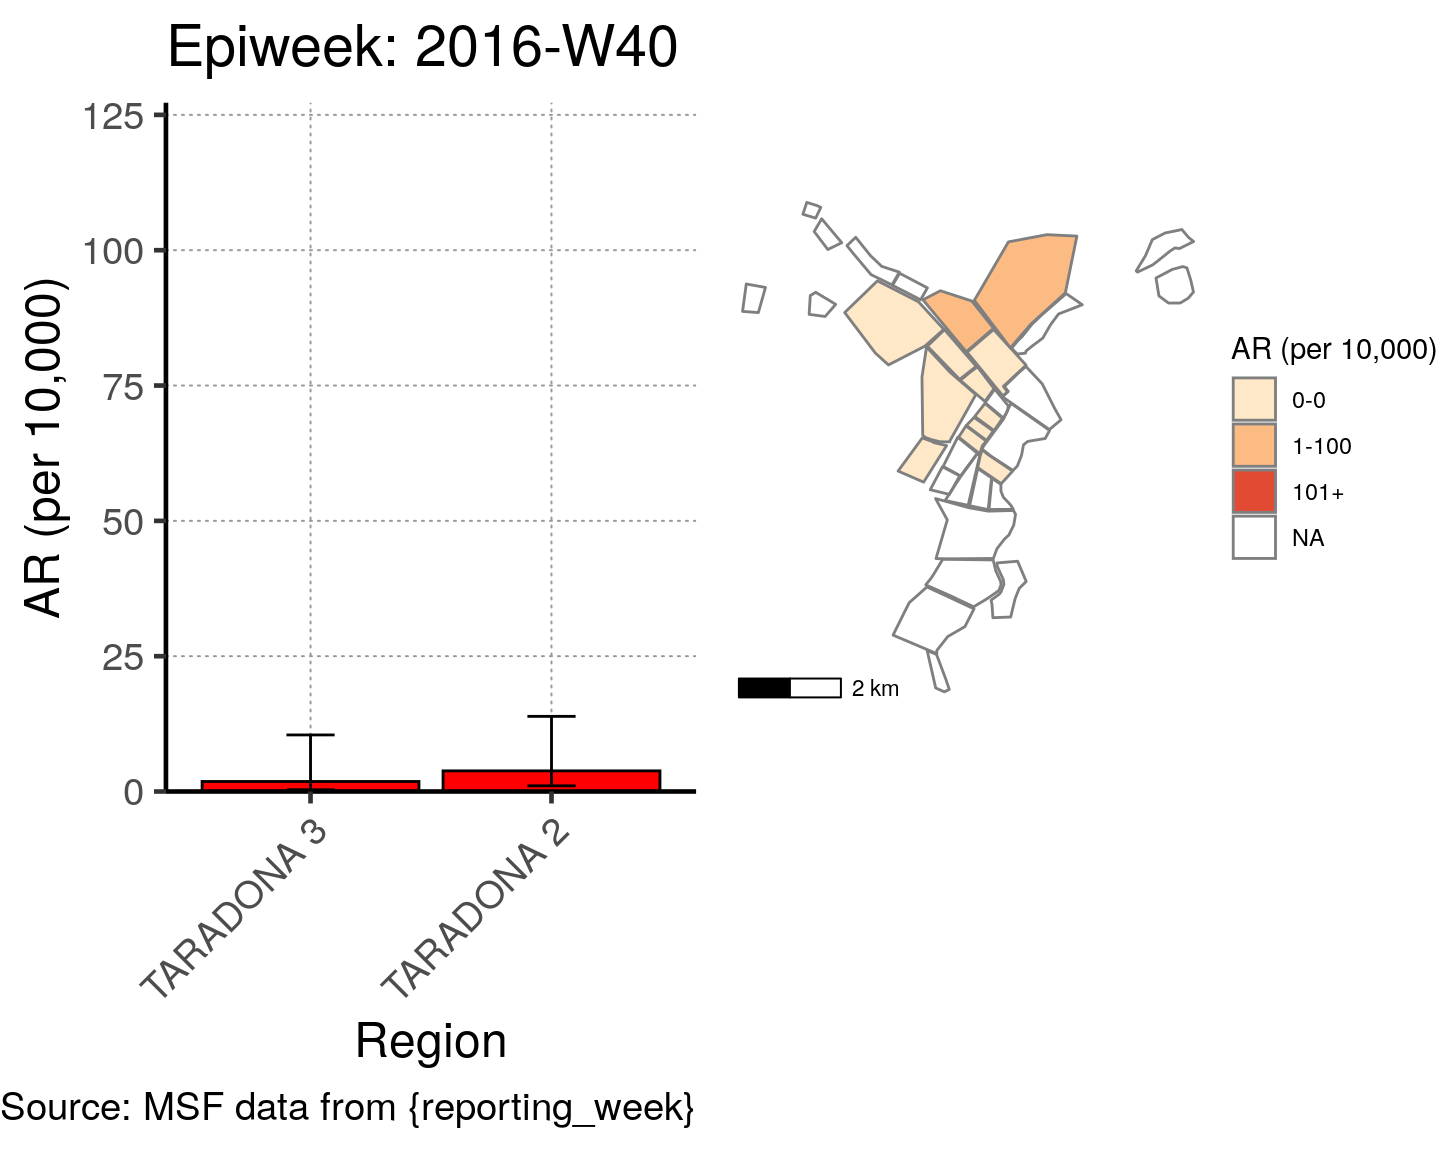 Epiweek: 2016-W40
AR (per 10,000)
125
100
75
50
25
0
TARADONA 3
TARADONA 2
Region
Source: MSF data from {reporting_week}
2 km
AR (per 10,000)
0-0
1-100
101+
NA